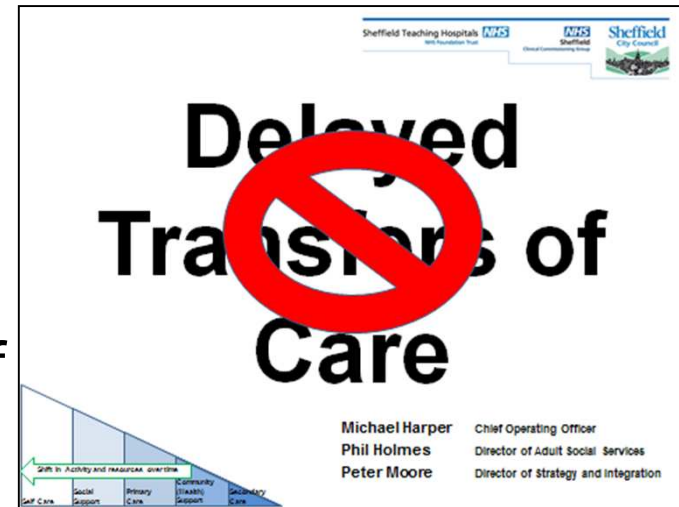 Sheffield Teaching Hospitals NHS
NHS Foundation Trust
NHS
Sheffield
Clinical Commissioning Group
Sheffield
City Council
Delayed
Transfers of
Care
f
Michael Harper Chief Operating Officer
Phil Holmes Director of Adult Social Services
Peter Moore Director of Strategy and Integration
Shift in Activity and resources over time
Self Care
Social Support
Primary Care
Community (Health) Support
Secondary Care